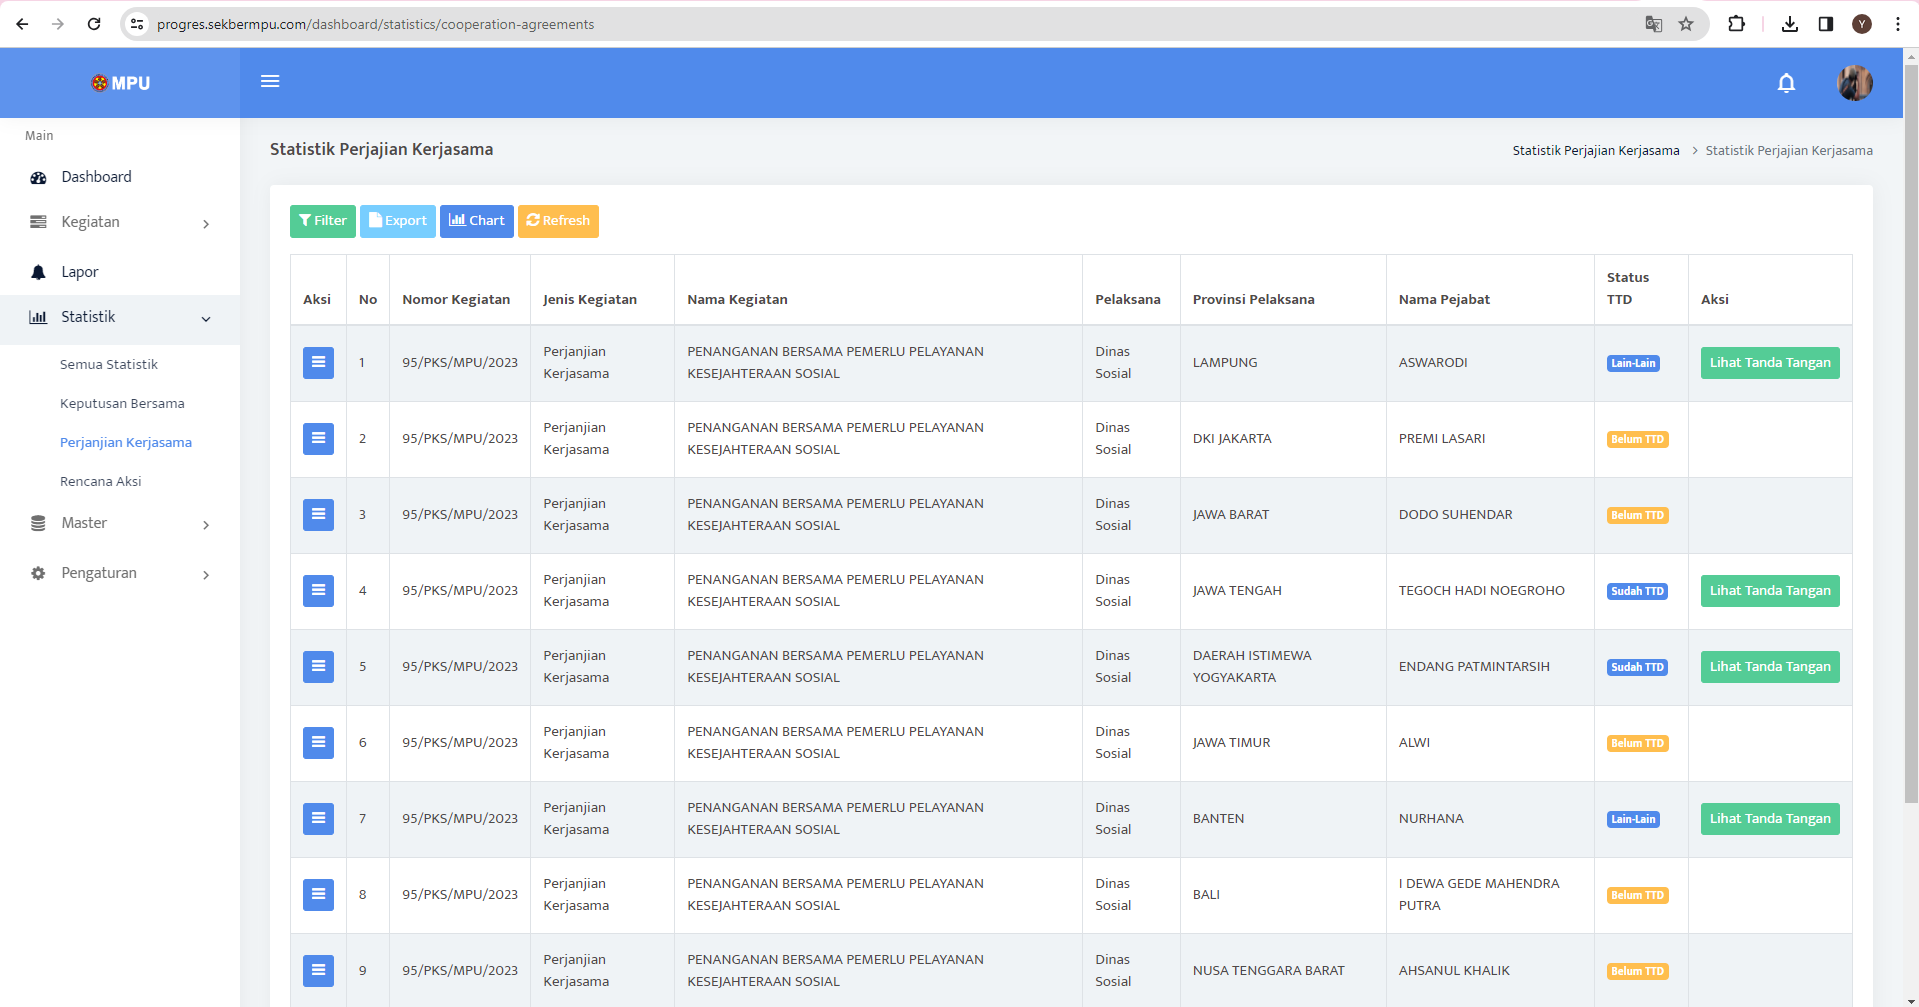 progres.sekbermpu.com/dashboard/statistics/cooperation-agreements
Y
MPU
Main
Dashboard
Kegiatan
Lapor
Statistik
Semua Statistik
Keputusan Bersama
Perjanjian Kerjasama
Rencana Aksi
Master
Pengaturan
Statistik Perjajian Kerjasama
Statistik Perjajian Kerjasama > Statistik Perjajian Kerjasama
Filter Export Chart Refresh
Aksi No Nomor Kegiatan Jenis Kegiatan Nama Kegiatan Pelaksana Provinsi Pelaksana Nama Pejabat Status TTD Aksi
1 95/PKS/MPU/2023 Perjanjian Kerjasama PENANGANAN BERSAMA PEMERLU PELAYANAN KESEJAHTERAAN SOSIAL Dinas Sosial LAMPUNG ASWARODI Lain-Lain Lihat Tanda Tangan
2 95/PKS/MPU/2023 Perjanjian Kerjasama PENANGANAN BERSAMA PEMERLU PELAYANAN KESEJAHTERAAN SOSIAL Dinas Sosial DKI JAKARTA PREMI LASARI Belum TTD
3 95/PKS/MPU/2023 Perjanjian Kerjasama PENANGANAN BERSAMA PEMERLU PELAYANAN KESEJAHTERAAN SOSIAL Dinas Sosial JAWA BARAT DODO SUHENDAR Belum TTD
4 95/PKS/MPU/2023 Perjanjian Kerjasama PENANGANAN BERSAMA PEMERLU PELAYANAN KESEJAHTERAAN SOSIAL Dinas Sosial JAWA TENGAH TEGOCH HADI NOEGROHO Sudah TTD Lihat Tanda Tangan
5 95/PKS/MPU/2023 Perjanjian Kerjasama PENANGANAN BERSAMA PEMERLU PELAYANAN KESEJAHTERAAN SOSIAL Dinas Sosial DAERAH ISTIMEWA YOGYAKARTA ENDANG PATMINTARSIH Sudah TTD Lihat Tanda Tangan
6 95/PKS/MPU/2023 Perjanjian Kerjasama PENANGANAN BERSAMA PEMERLU PELAYANAN KESEJAHTERAAN SOSIAL Dinas Sosial JAWA TIMUR ALWI Belum TTD
7 95/PKS/MPU/2023 Perjanjian Kerjasama PENANGANAN BERSAMA PEMERLU PELAYANAN KESEJAHTERAAN SOSIAL Dinas Sosial BANTEN NURHANA Lain-Lain Lihat Tanda Tangan
8 95/PKS/MPU/2023 Perjanjian Kerjasama PENANGANAN BERSAMA PEMERLU PELAYANAN KESEJAHTERAAN SOSIAL Dinas Sosial BALI I DEWA GEDE MAHENDRA PUTRA Belum TTD
9 95/PKS/MPU/2023 Perjanjian Kerjasama PENANGANAN BERSAMA PEMERLU PELAYANAN KESEJAHTERAAN SOSIAL Dinas Sosial NUSA TENGGARA BARAT AHSANUL KHALIK Belum TTD